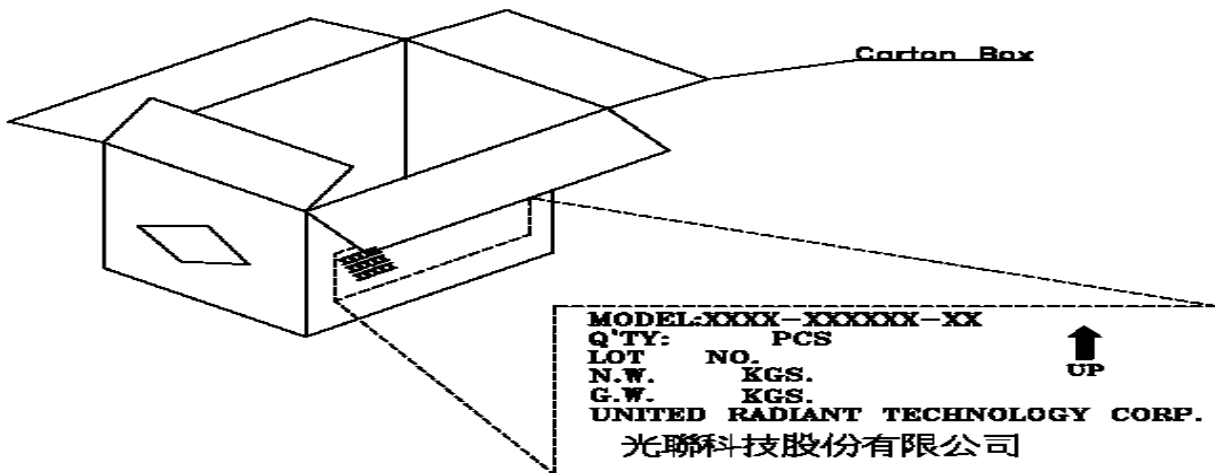 Carton Box
MODEL:XXXX-XXXXXX-XX
Q'TY: PCS
LOT NO.
N.W. KGS.
G.W. KGS.
UP
UNITED RADIANT TECHNOLOGY CORP.
光聯科技股份有限公司